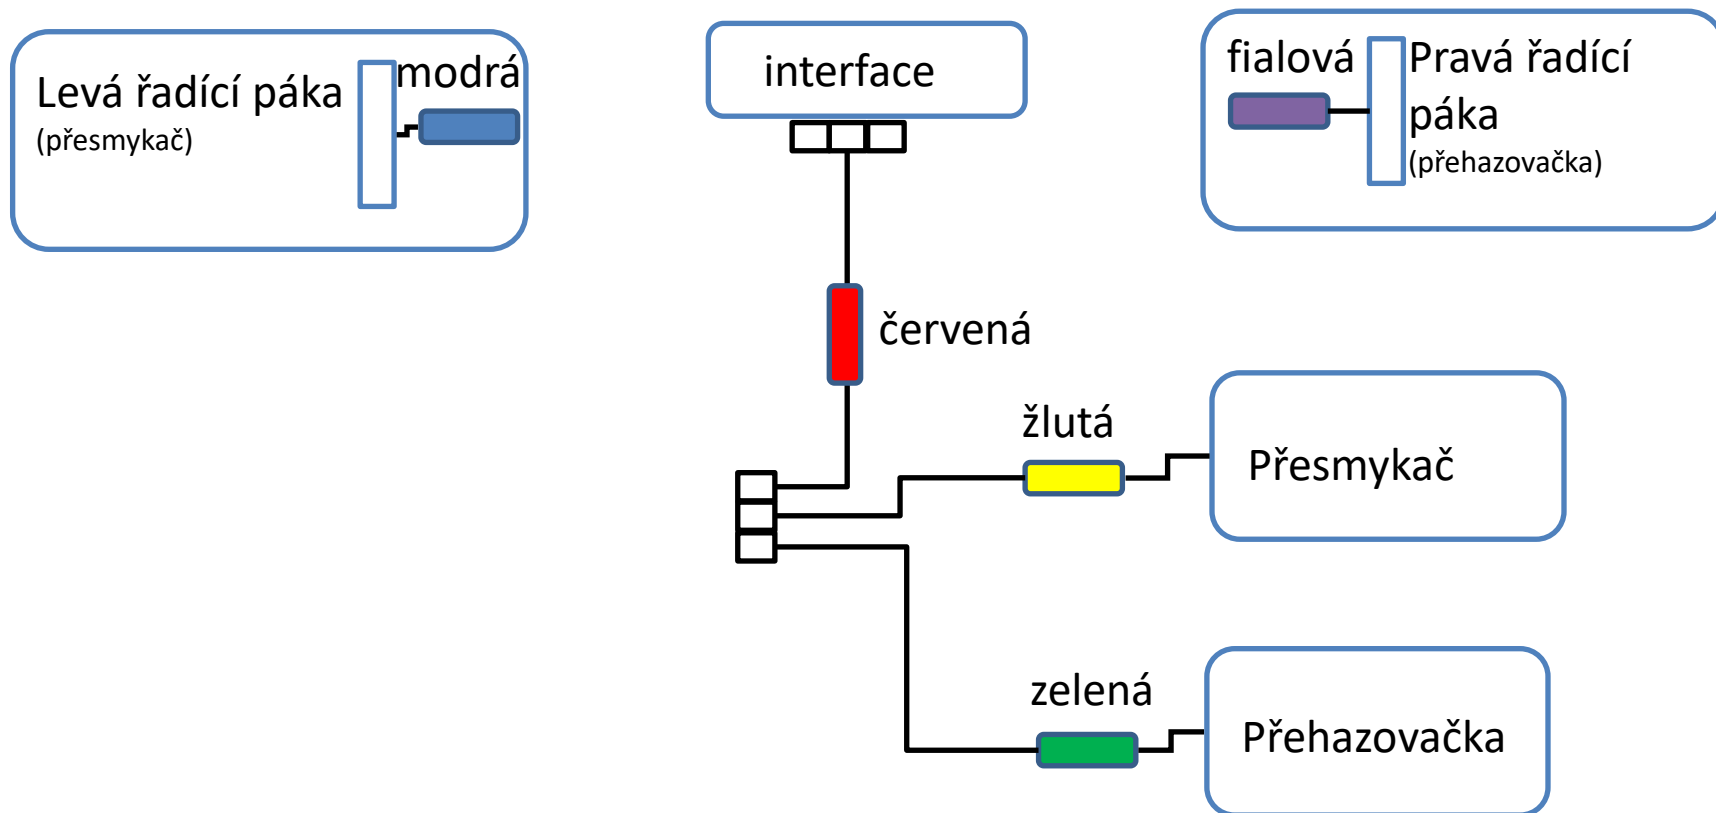 Levá řadící páka
(přesmykač)
modrá
interface
fialová
Pravá řadící
páka
(přehazovačka)
červená
žlutá
Přesmykač
zelená
Přehazovačka